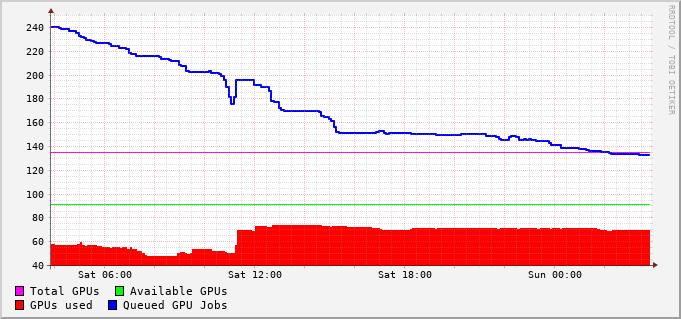 240
220
200
180
160
140
120
100
80
60
40
Sat 06:00 Sat 12:00 Sat 18:00 Sun 00:00
Total GPUs Available GPUs
GPUs used Queued GPU Jobs
RRDTOOL / TOBI OETIKER